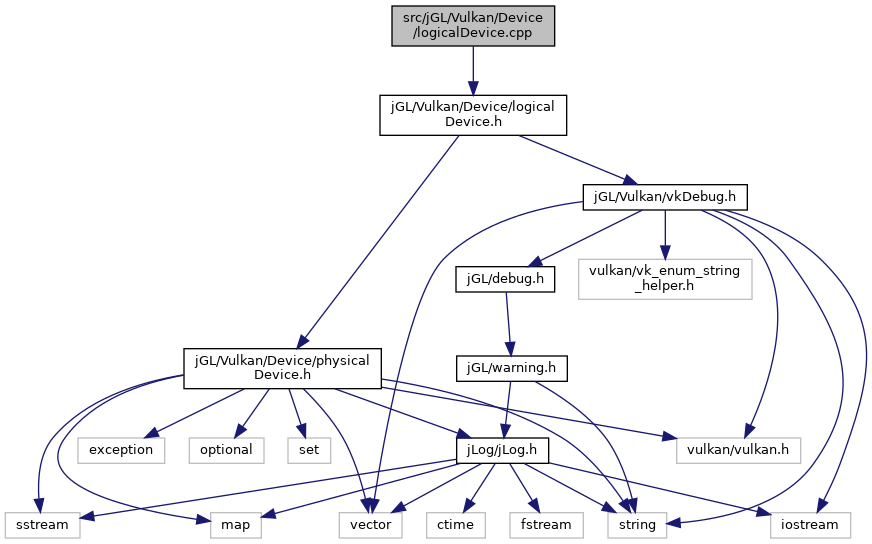 src/jGL/Vulkan/Device
/logicalDevice.cpp
jGL/Vulkan/Device/logical
Device.h
jGL/Vulkan/vkDebug.h
jGL/debug.h
vulkan/vk_enum_string
_helper.h
jGL/Vulkan/Device/physical
Device.h
jGL/warning.h
exception
optional
set
jLog/jLog.h
vulkan/vulkan.h
sstream
map
vector
ctime
fstream
string
iostream